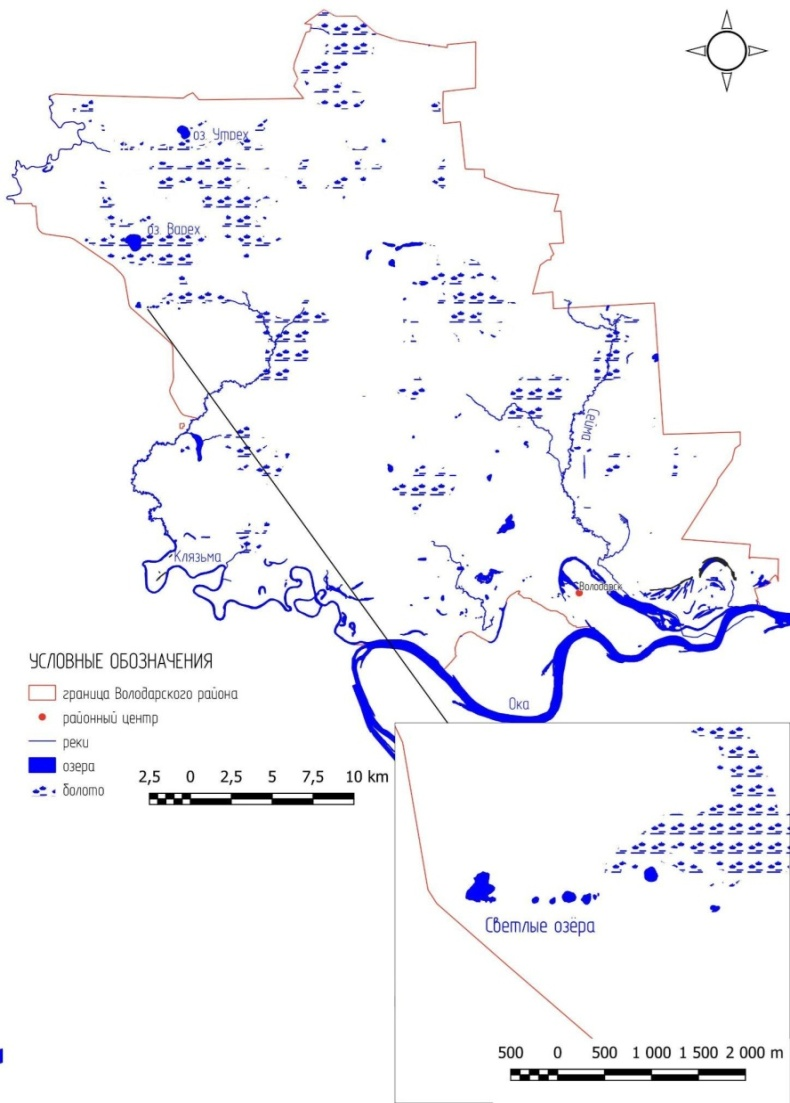 оз. Утрех
оз. Варех
Сейма
Клязьма
Володарск
УСЛОВНЫЕ ОБОЗНАЧЕНИЯ
граница Володарского района
районный центр
реки
озера
болото
2,5 0 2,5 5 7,5 10 km
Ока
Светлые озёра
500 0 500 1 000 1 500 2 000 m